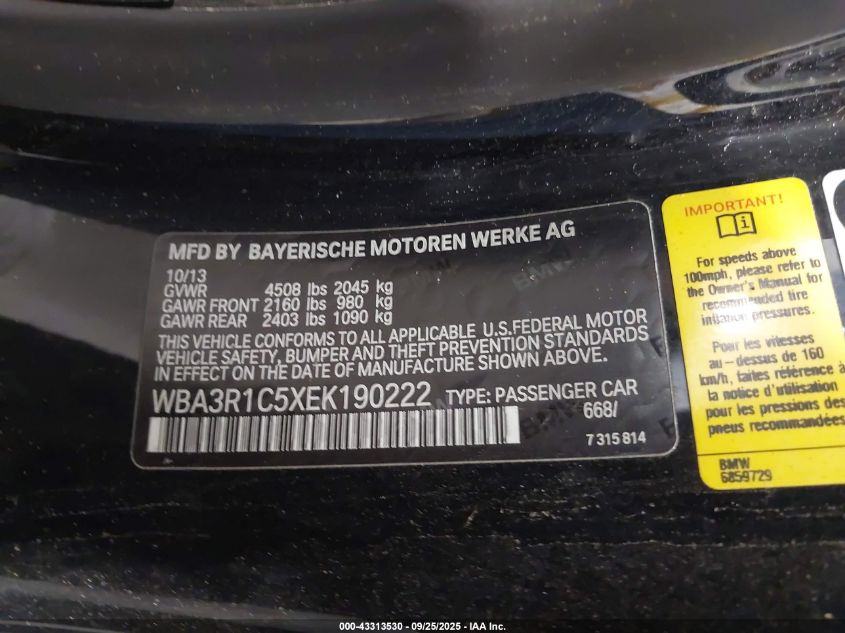 MFD BY BAYERISCHE MOTOREN WERKE AG
10/13
GVWR 4508 lbs 2045 kg
GAWR FRONT 2160 lbs 980 kg
GAWR REAR 2403 lbs 1090 kg
THIS VEHICLE CONFORMS TO ALL APPLICABLE U.S.FEDERAL MOTOR
VEHICLE SAFETY, BUMPER AND THEFT PREVENTION STANDARDS
IN EFFECT ON THE DATE OF MANUFACTURE SHOWN ABOVE.
WBA3R1C5XEK190222 TYPE: PASSENGER CAR
668/
7 315 814
IMPORTANT!
For speeds above
100mph, please refer to
the Owner's Manual for
recommended tire
inflation pressures.
Pour les vitesses
au-dessus de 160
km/h, faites référence à
la notice d'utilisation
pour les pressions des
pneus recommandées.
BMW
6859729
000-43313530 - 09/25/2025 - IAA Inc.